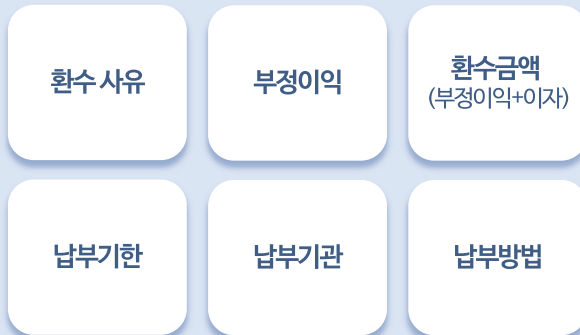 환수 사유
부정이익
환수금액
(부정이익+이자)
납부기한
납부기관
납부방법